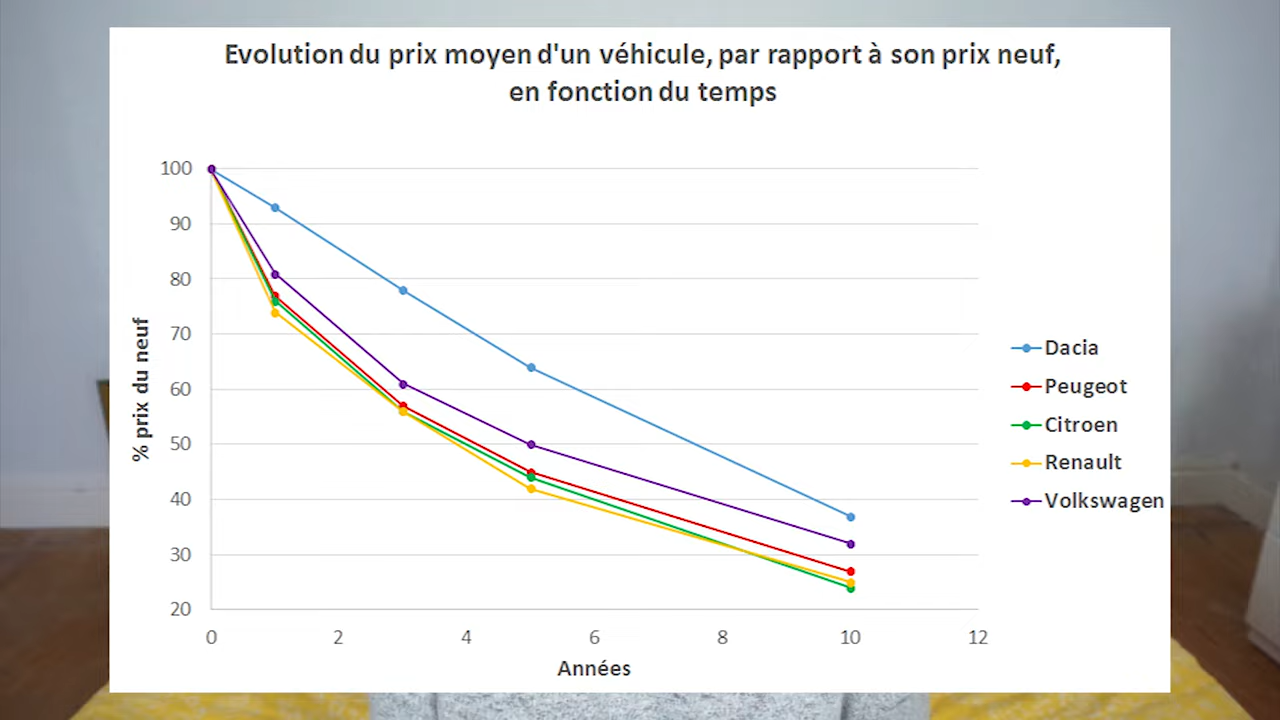 Evolution du prix moyen d'un véhicule, par rapport à son prix neuf,
en fonction du temps
100
90
80
70
60
50
40
30
20
% prix du neuf
0 2 4 6 8 10 12
Années
Dacia
Peugeot
Citroen
Renault
Volkswagen